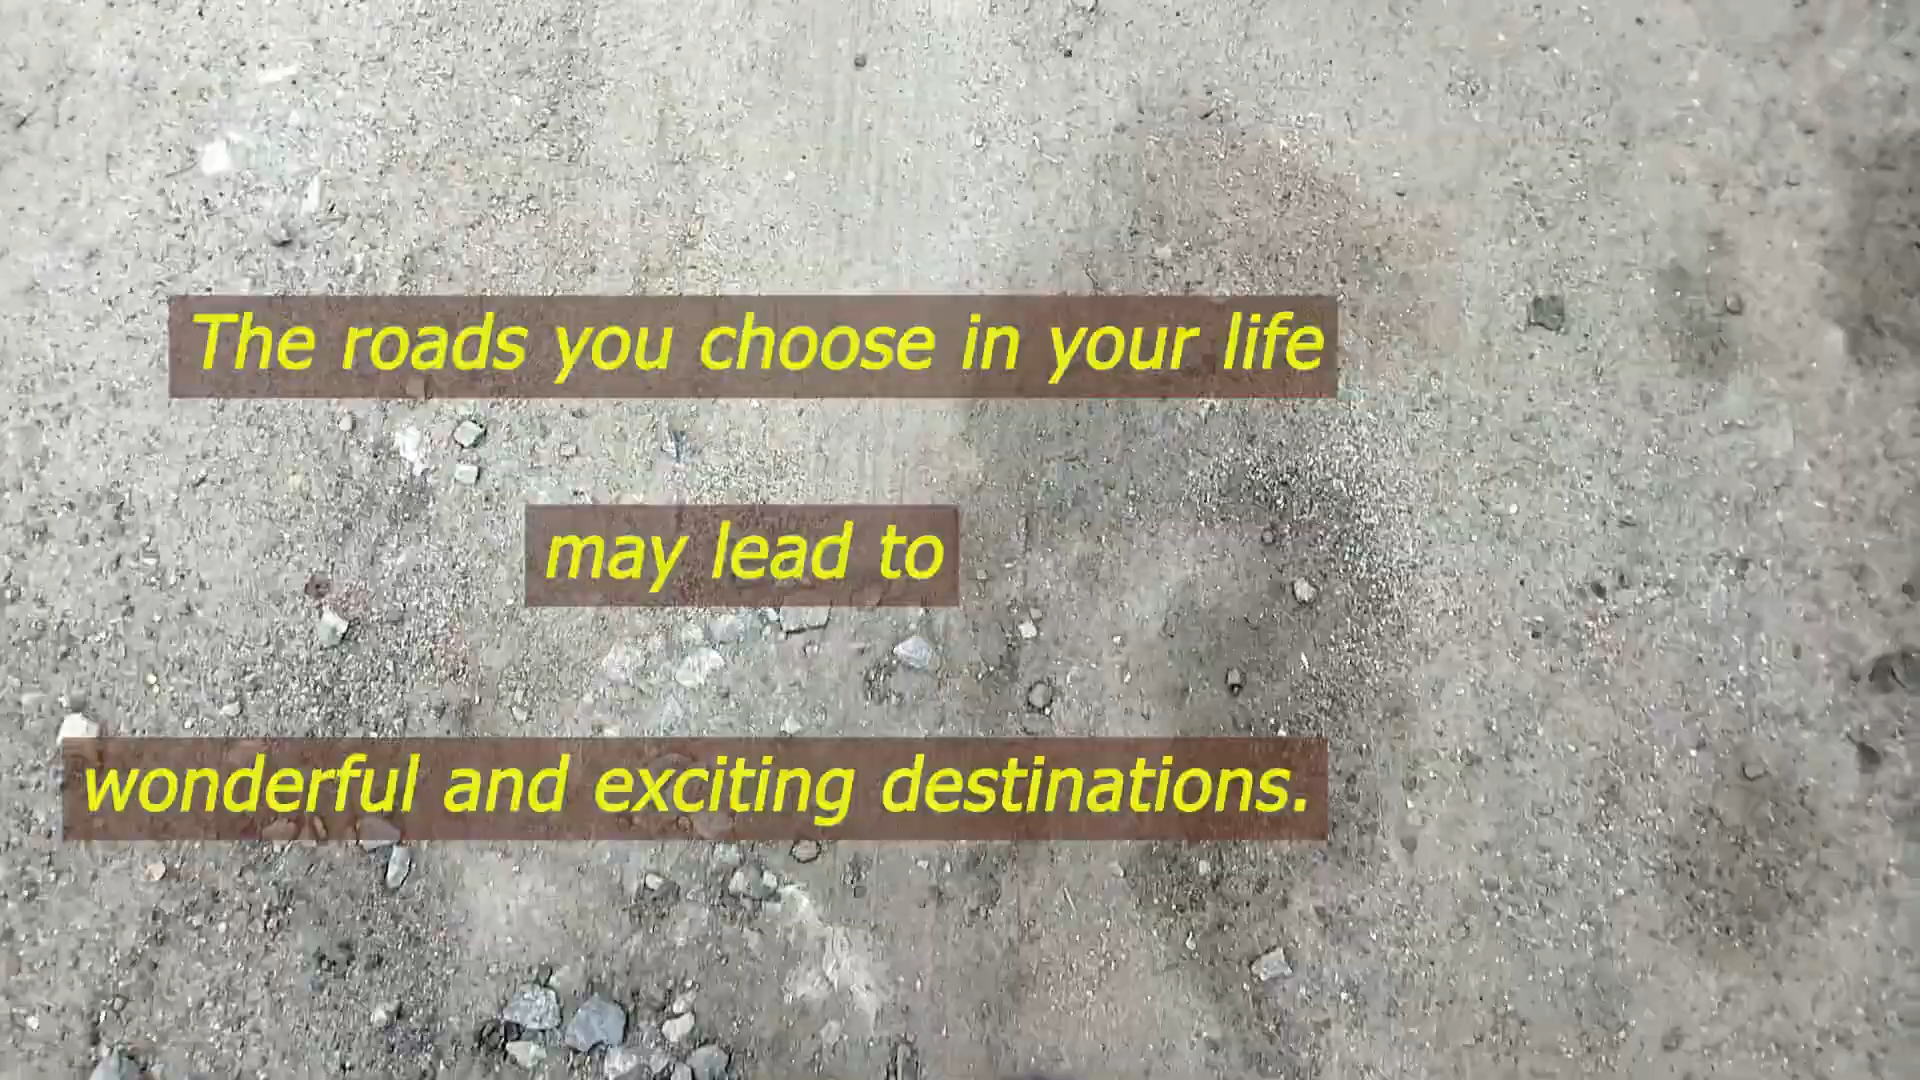 The roads you choose in your life
may lead to
wonderful and exciting destinations.